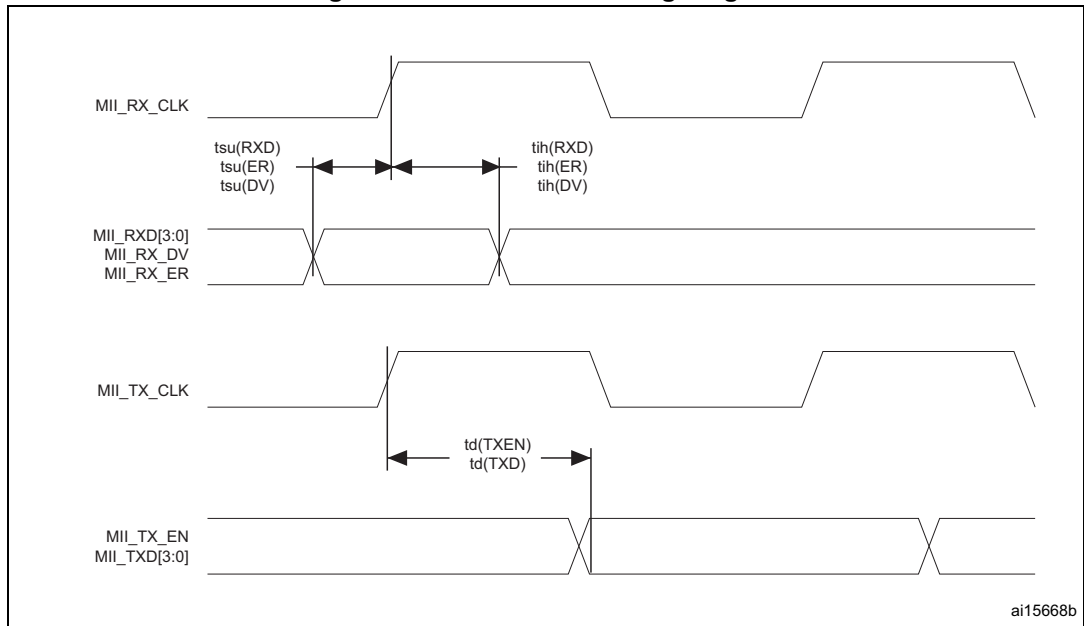 MII_RX_CLK
tsu(RXD)
tsu(ER)
tsu(DV)
tih(RXD)
tih(ER)
tih(DV)
MII_RXD[3:0]
MII_RX_DV
MII_RX_ER
MII_TX_CLK
td(TXEN)
td(TXD)
MII_TX_EN
MII_TXD[3:0]
ai15668b